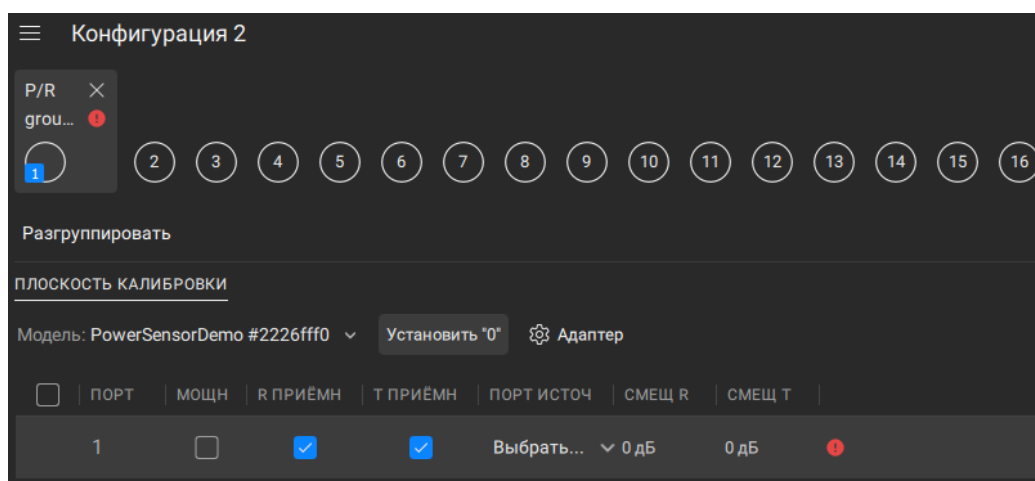 Конфигурация 2
P/R
grou...
1 2 3 4 5 6 7 8 9 10 11 12 13 14 15 16
Разгруппировать
ПЛОСКОСТЬ КАЛИБРОВКИ
Модель: PowerSensorDemo #2226fff0 Установить "0" Адаптер
ПОРТ МОЩН R ПРИЁМН T ПРИЁМН ПОРТ ИСТОЧ СМЕЩ R СМЕЩ T
1 Выбрать... 0 дБ 0 дБ